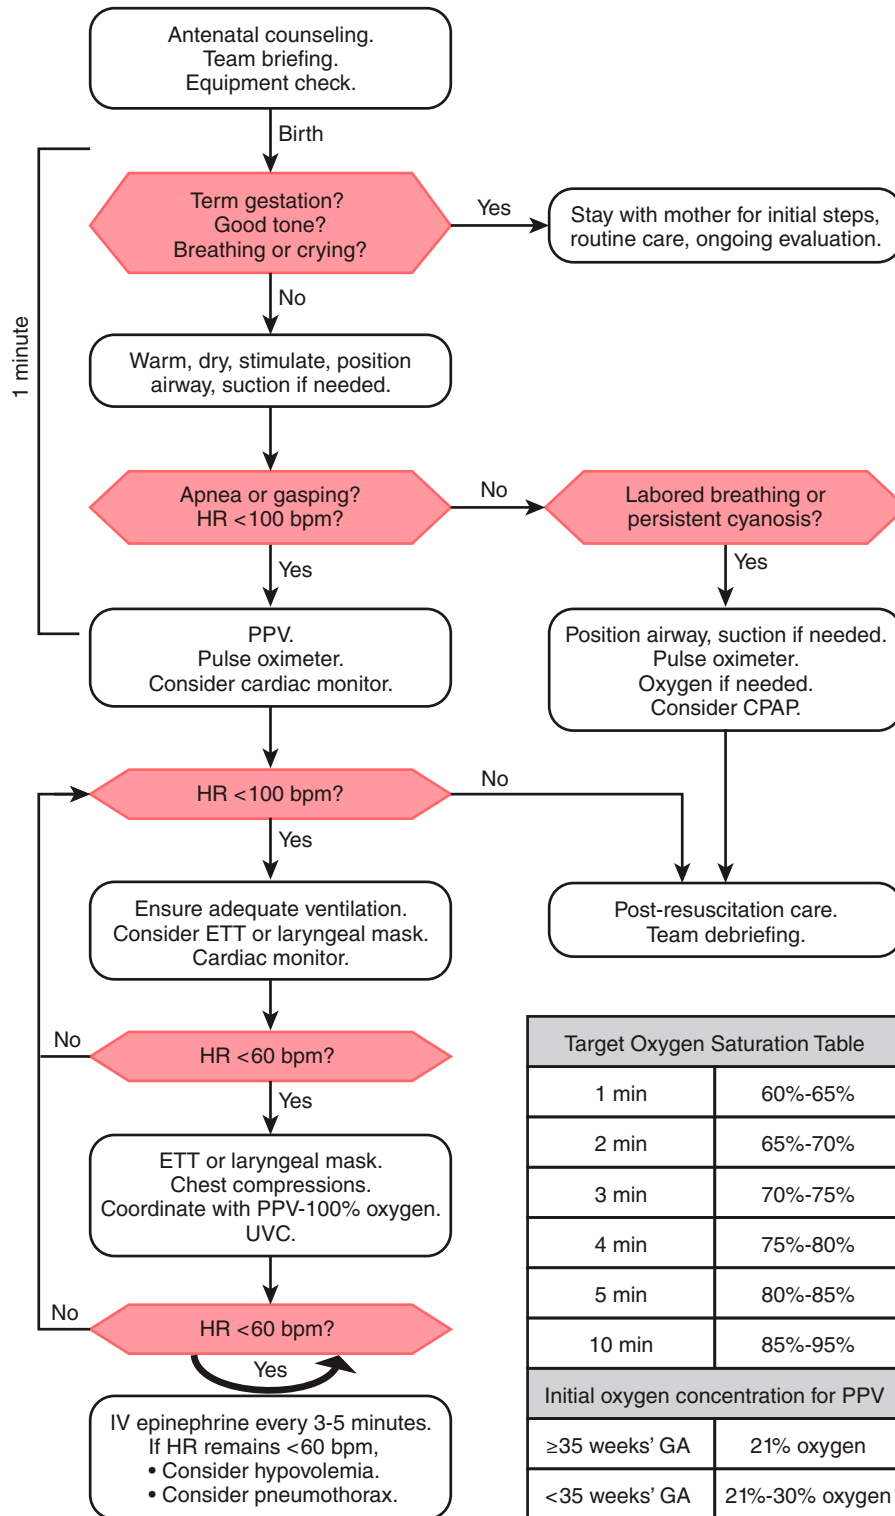 Antenatal counseling.
Team briefing.
Equipment check.
Birth
1 minute
Term gestation?
Good tone?
Breathing or crying?
Yes
Stay with mother for initial steps,
routine care, ongoing evaluation.
No
Warm, dry, stimulate, position
airway, suction if needed.
Apnea or gasping?
HR <100 bpm?
No
Labored breathing or
persistent cyanosis?
Yes
Yes
PPV.
Pulse oximeter.
Consider cardiac monitor.
Position airway, suction if needed.
Pulse oximeter.
Oxygen if needed.
Consider CPAP.
HR <100 bpm?
No
Yes
Ensure adequate ventilation.
Consider ETT or laryngeal mask.
Cardiac monitor.
Post-resuscitation care.
Team debriefing.
No
HR <60 bpm?
Yes
ETT or laryngeal mask.
Chest compressions.
Coordinate with PPV-100% oxygen.
UVC.
No
HR <60 bpm?
Yes
IV epinephrine every 3-5 minutes.
If HR remains <60 bpm,
• Consider hypovolemia.
• Consider pneumothorax.
Target Oxygen Saturation Table
1 min 60%-65%
2 min 65%-70%
3 min 70%-75%
4 min 75%-80%
5 min 80%-85%
10 min 85%-95%
Initial oxygen concentration for PPV
≥35 weeks' GA 21% oxygen
<35 weeks' GA 21%-30% oxygen